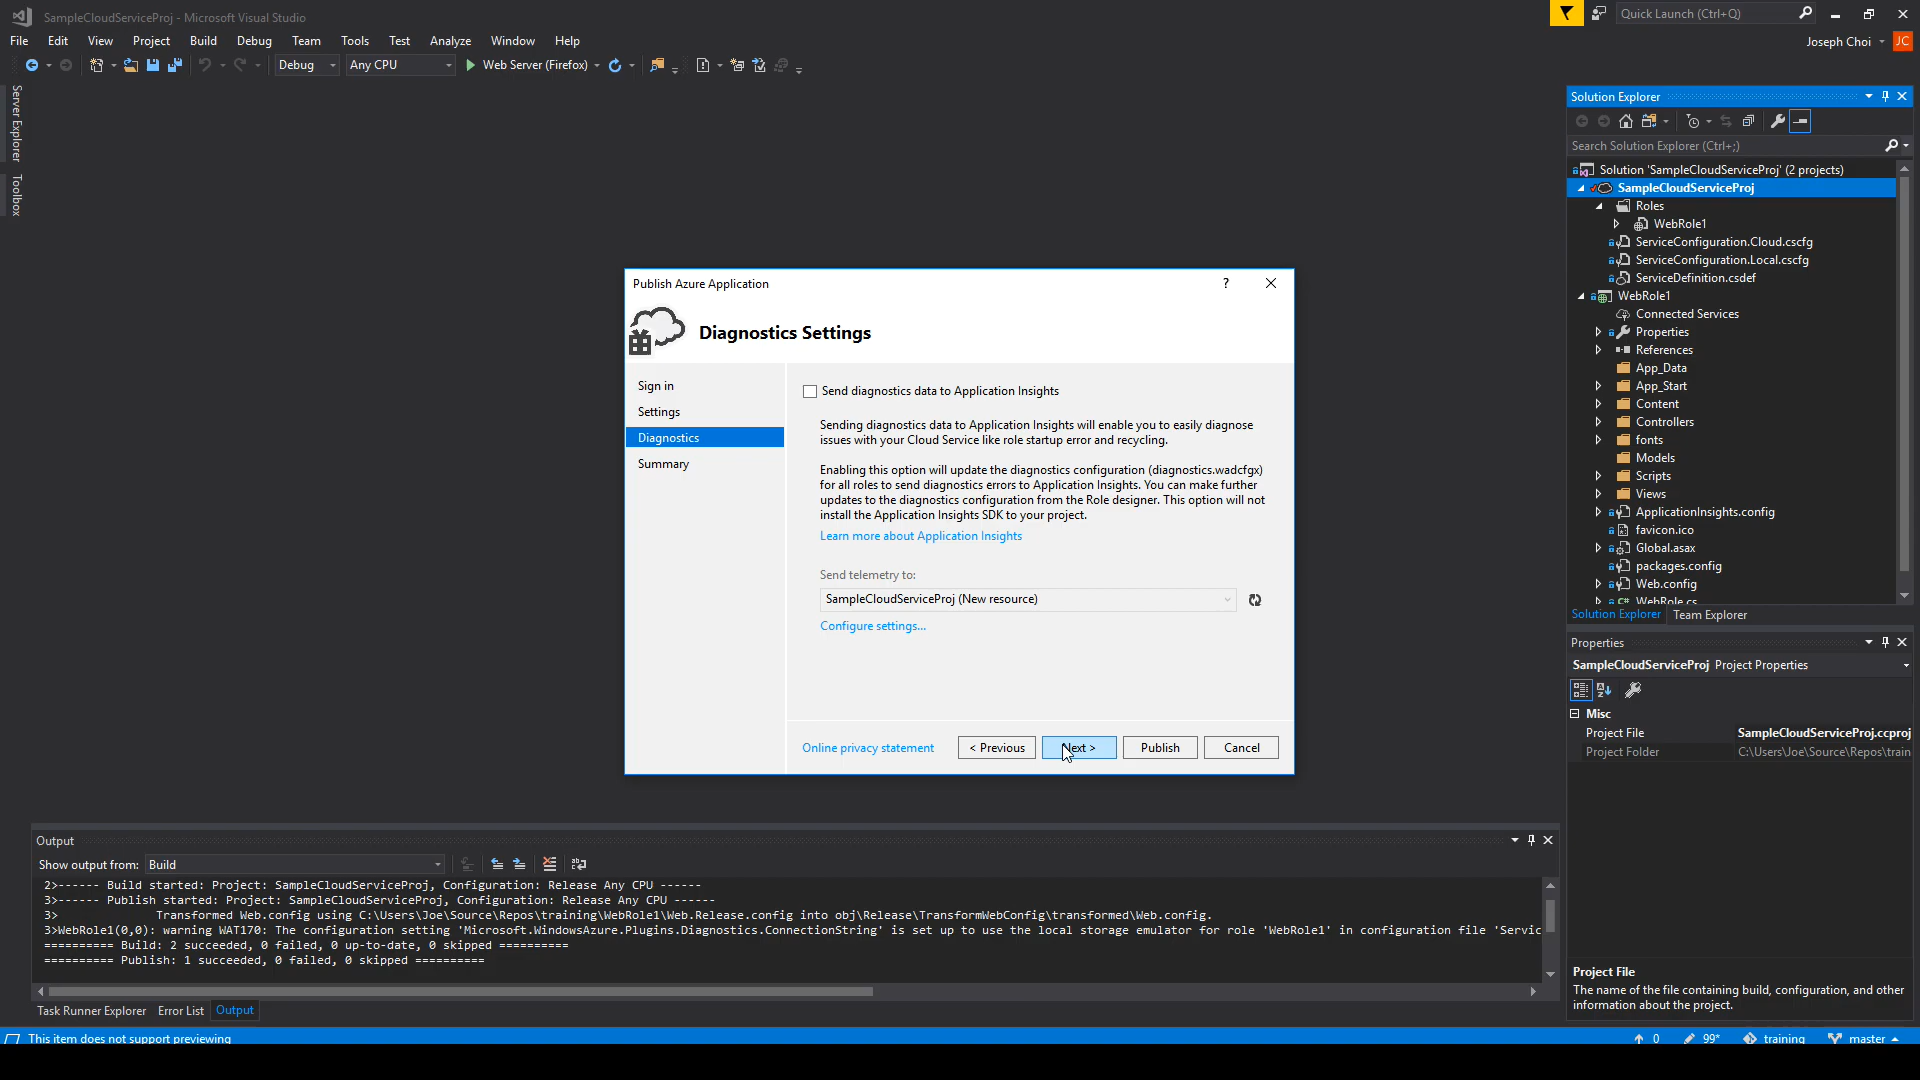 SampleCloudServiceProj - Microsoft Visual Studio
Quick Launch (Ctrl+Q)
File Edit View Project Build Debug Team Tools Test Analyze Window Help
Joseph Choi JC
Debug Any CPU Web Server (Firefox)
Server Explorer
Toolbox
Publish Azure Application
?
Diagnostics Settings
Sign in
Settings
Diagnostics
Summary
Send diagnostics data to Application Insights
Sending diagnostics data to Application Insights will enable you to easily diagnose
issues with your Cloud Service like role startup error and recycling.
Enabling this option will update the diagnostics configuration (diagnostics.wadcfgx)
for all roles to send diagnostics errors to Application Insights. You can make further
updates to the diagnostics configuration from the Role designer. This option will not
install the Application Insights SDK to your project.
Learn more about Application Insights
Send telemetry to:
SampleCloudServiceProj (New resource)
Configure settings...
Online privacy statement
< Previous
Next >
Publish
Cancel
Solution Explorer
Search Solution Explorer (Ctrl+;)
Solution 'SampleCloudServiceProj' (2 projects)
SampleCloudServiceProj
Roles
WebRole1
ServiceConfiguration.Cloud.cscfg
ServiceConfiguration.Local.cscfg
ServiceDefinition.csdef
WebRole1
Connected Services
Properties
References
App_Data
App_Start
Content
Controllers
fonts
Models
Scripts
Views
ApplicationInsights.config
favicon.ico
Global.asax
packages.config
Web.config
WebRole.cs
Solution Explorer Team Explorer
Properties
SampleCloudServiceProj Project Properties
Misc
Project File SampleCloudServiceProj.ccproj
Project Folder C:\Users\Joe\Source\Repos\train
Project File
The name of the file containing build, configuration, and other
information about the project.
Output
Show output from: Build
2>------ Build started: Project: SampleCloudServiceProj, Configuration: Release Any CPU ------
3>------ Publish started: Project: SampleCloudServiceProj, Configuration: Release Any CPU ------
3> Transformed Web.config using C:\Users\Joe\Source\Repos\training\WebRole1\Web.Release.config into obj\Release\TransformWebConfig\transformed\Web.config.
3>WebRole1(0,0): warning WAT170: The configuration setting 'Microsoft.WindowsAzure.Plugins.Diagnostics.ConnectionString' is set up to use the local storage emulator for role 'WebRole1' in configuration file 'Servic
========== Build: 2 succeeded, 0 failed, 0 up-to-date, 0 skipped ==========
========== Publish: 1 succeeded, 0 failed, 0 skipped ==========
Task Runner Explorer Error List Output
This item does not support previewing
0 99* training master